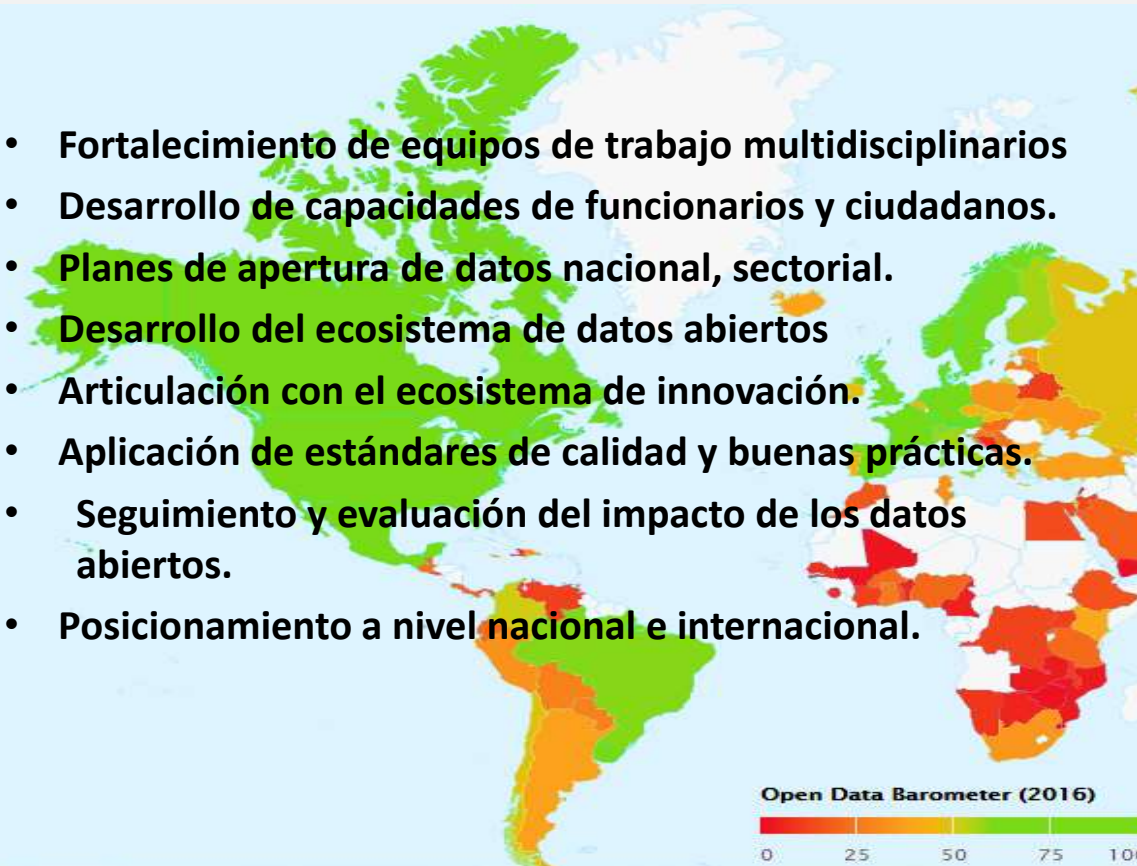 • Fortalecimiento de equipos de trabajo multidisciplinarios
• Desarrollo de capacidades de funcionarios y ciudadanos.
• Planes de apertura de datos nacional, sectorial.
• Desarrollo del ecosistema de datos abiertos
• Articulación con el ecosistema de innovación.
• Aplicación de estándares de calidad y buenas prácticas.
• Seguimiento y evaluación del impacto de los datos
abiertos.
• Posicionamiento a nivel nacional e internacional.
Open Data Barometer (2016)
0 25 50 75 100